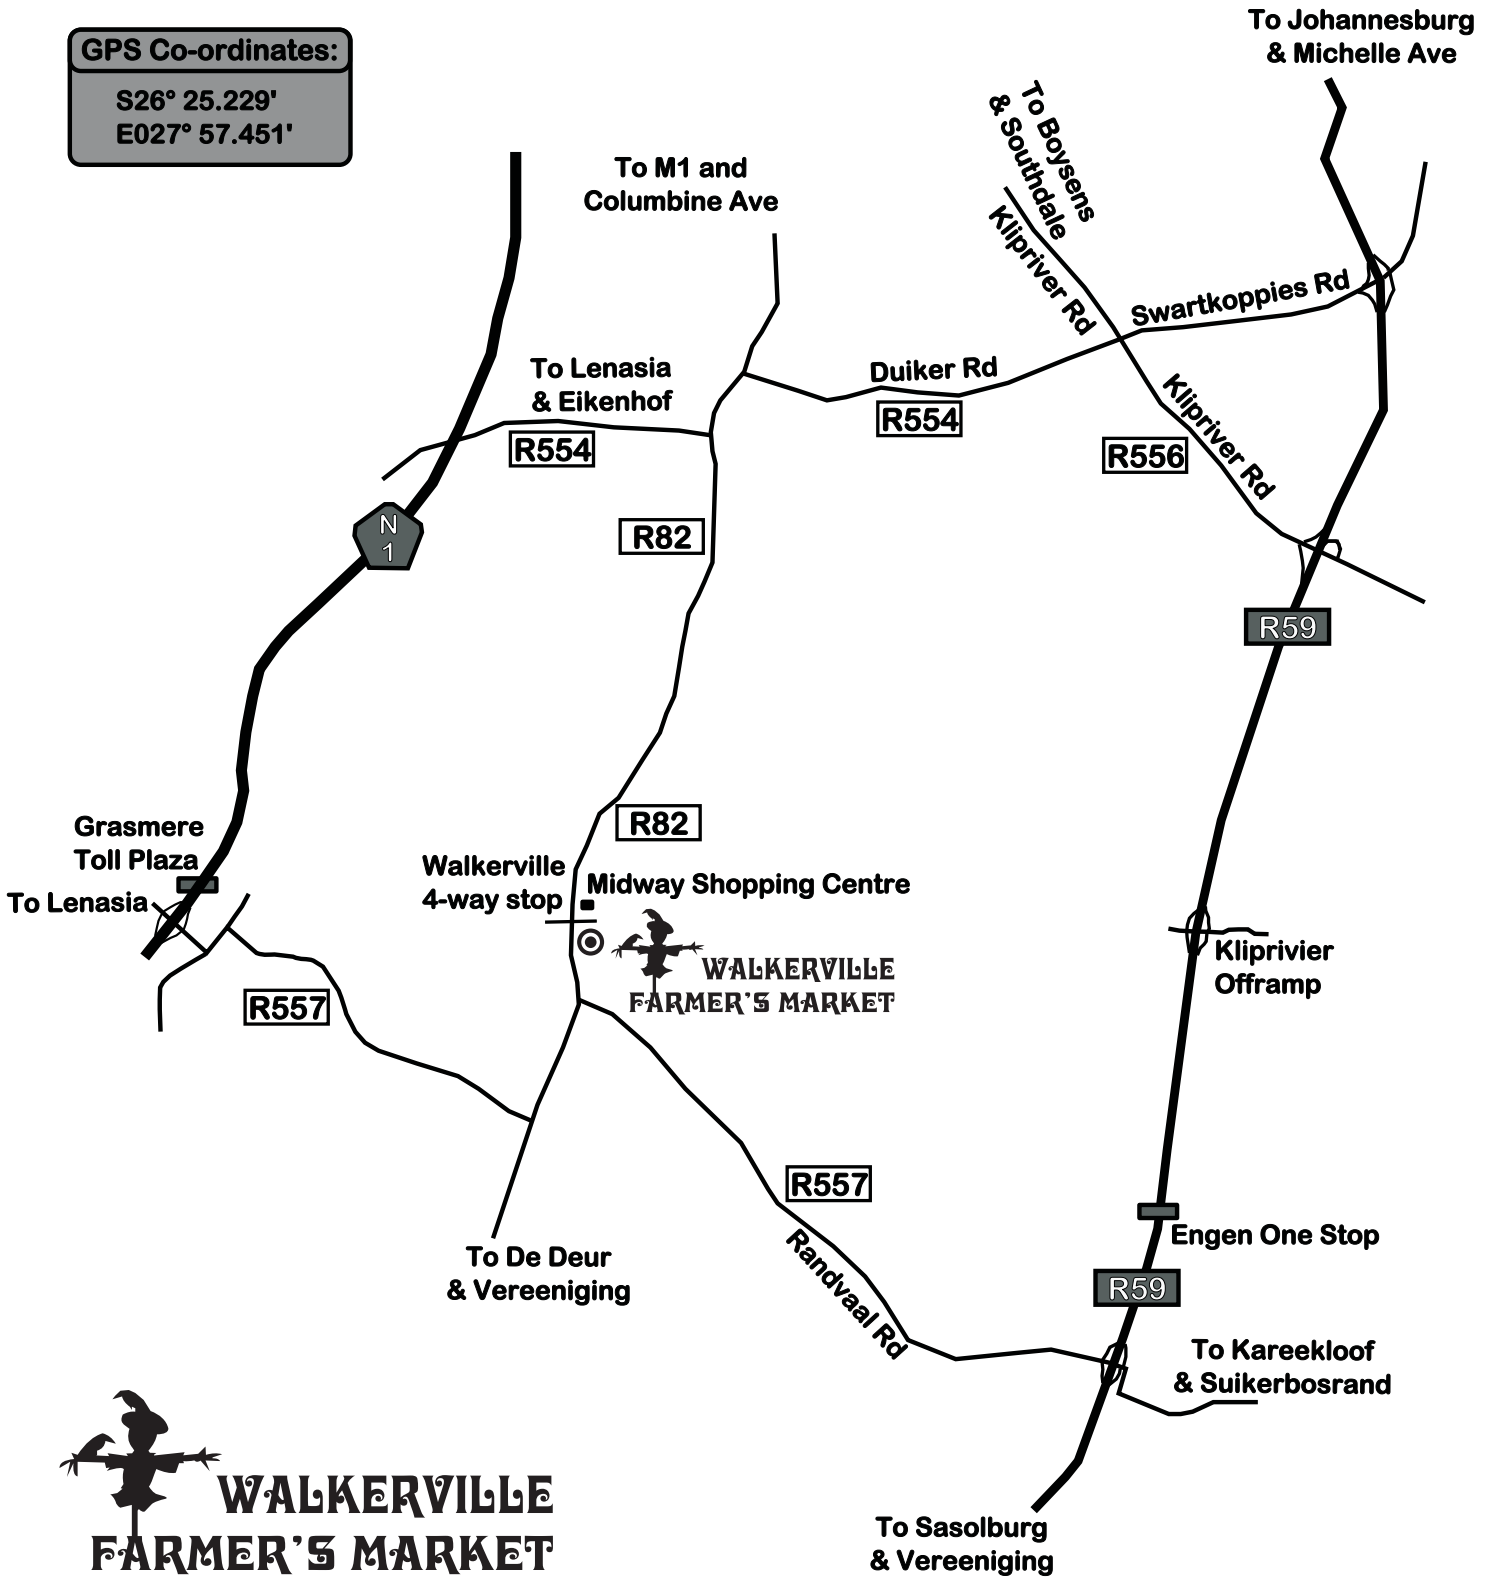 To Johannesburg
& Michelle Ave
GPS Co-ordinates:
S26° 25.229'
E027° 57.451'
To Boysens
& Southdale
To M1 and
Columbine Ave
Klipriver Rd
Swartkoppies Rd
To Lenasia
& Eikenhof
Duiker Rd
R554
R554
Klipriver Rd
R556
N
1
R82
R59
R82
Grasmere
Toll Plaza
Walkerville
4-way stop
Midway Shopping Centre
To Lenasia
WALKERVILLE
FARMER'S MARKET
Kliprivier
Offramp
R557
R557
Engen One Stop
Randvaal Rd
To De Deur
& Vereeniging
R59
To Kareekloof
& Suikerbosrand
WALKERVILLE
FARMER'S MARKET
To Sasolburg
& Vereeniging